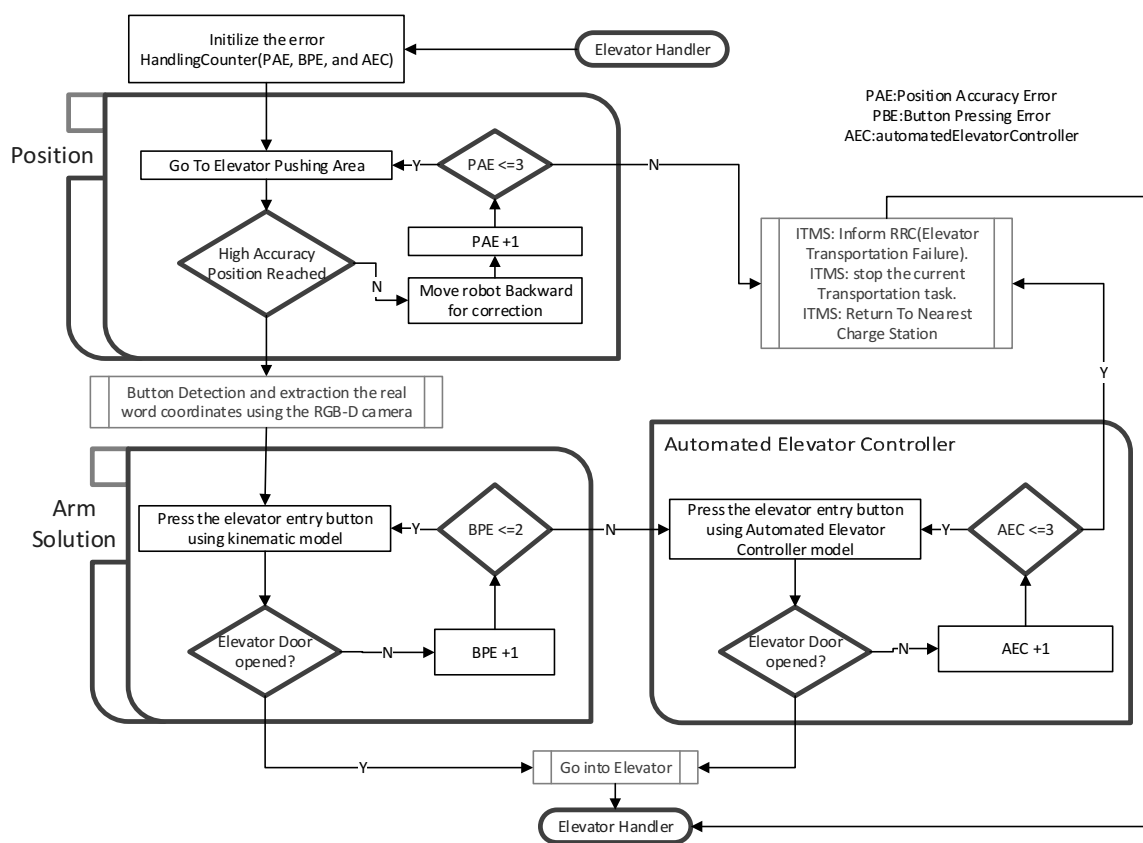 Initilize the error
HandlingCounter(PAE, BPE, and AEC)
Elevator Handler
PAE:Position Accuracy Error
PBE:Button Pressing Error
AEC:automatedElevatorController
Position
Go To Elevator Pushing Area
Y
PAE <=3
N
PAE +1
High Accuracy
Position Reached
N
Move robot Backward
for correction
ITMS: Inform RRC(Elevator
Transportation Failure).
ITMS: stop the current
Transportation task.
ITMS: Return To Nearest
Charge Station
Y
Button Detection and extraction the real
word coordinates using the RGB-D camera
Arm
Solution
Press the elevator entry button
using kinematic model
Y
BPE <=2
N
Elevator Door
opened?
N
BPE +1
Automated Elevator Controller
Press the elevator entry button
using Automated Elevator
Controller model
Y
AEC <=3
Elevator Door
opened?
N
AEC +1
Y
Go into Elevator
Y
Elevator Handler